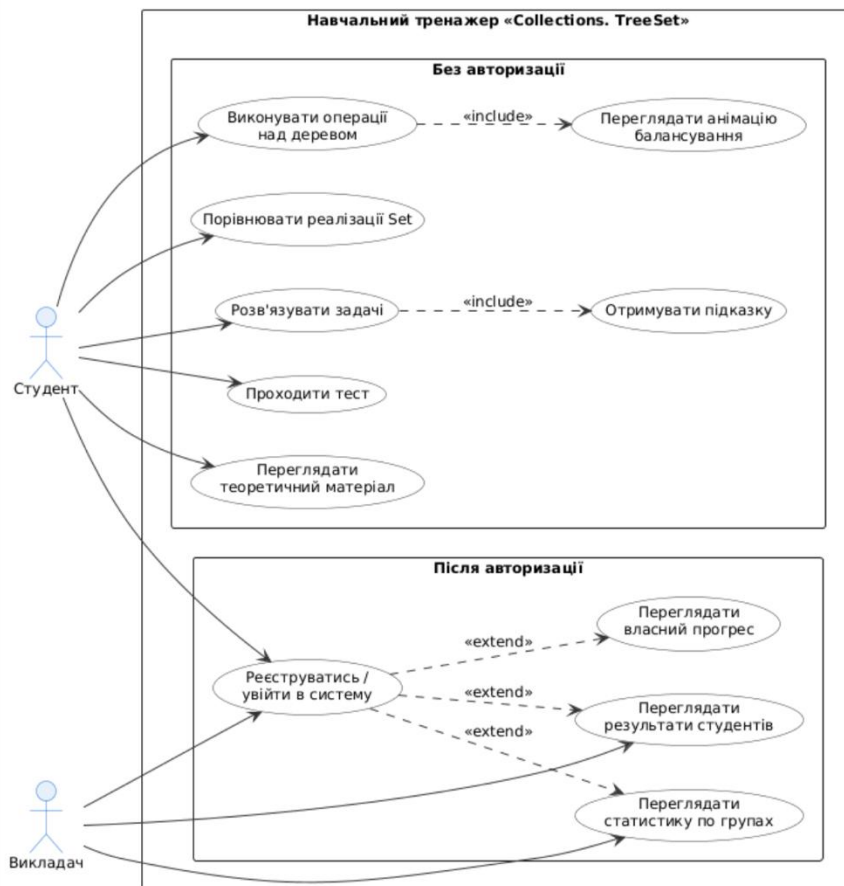 Навчальний тренажер «Collections. TreeSet»
Без авторизації
Виконувати операції
над деревом
«include»
Переглядати анімацію
балансування
Порівнювати реалізації Set
Розв'язувати задачі
«include»
Отримувати підказку
Студент
Проходити тест
Переглядати
теоретичний матеріал
Після авторизації
Переглядати
власний прогрес
«extend»
Реєструватись /
увійти в систему
«extend»
Переглядати
результати студентів
«extend»
Переглядати
статистику по групах
Викладач